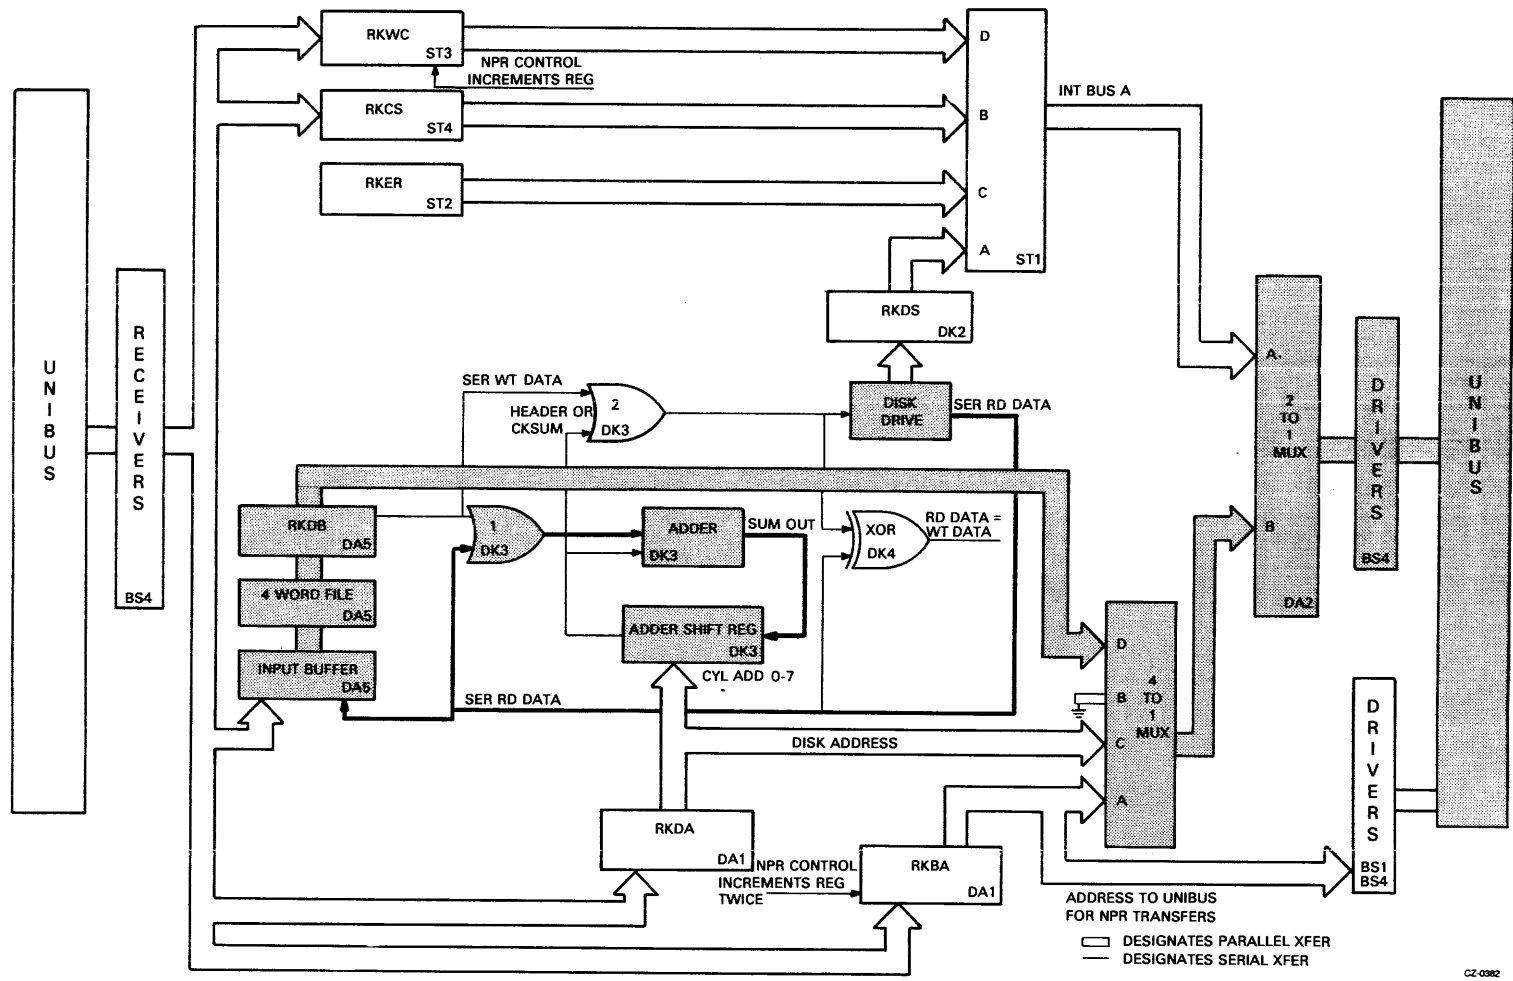 RKWC
ST3
NPR CONTROL
INCREMENTS REG
RKCS
ST4
RKER
ST2
D
B
C
A
ST1
INT BUS A
UNIBUS
RECEIVERS
BS4
RKDS
DK2
SER WT DATA
HEADER OR
CKSUM
2
DK3
DISK
DRIVE
SER RD DATA
A
2
TO
1
MUX
B
DA2
DRIVERS
BS4
UNIBUS
RKDB
DA5
1
DK3
ADDER
DK3
SUM OUT
XOR
DK4
RD DATA =
WT DATA
4 WORD FILE
DA5
INPUT BUFFER
DA5
ADDER SHIFT REG
DK3
CYL ADD 0-7
SER RD DATA
D
B
C
A
4
TO
1
MUX
DISK ADDRESS
DRIVERS
BS1
BS4
RKDA
DA1
NPR CONTROL
INCREMENTS REG
TWICE
RKBA
DA1
ADDRESS TO UNIBUS
FOR NPR TRANSFERS
DESIGNATES PARALLEL XFER
DESIGNATES SERIAL XFER
CZ-0382